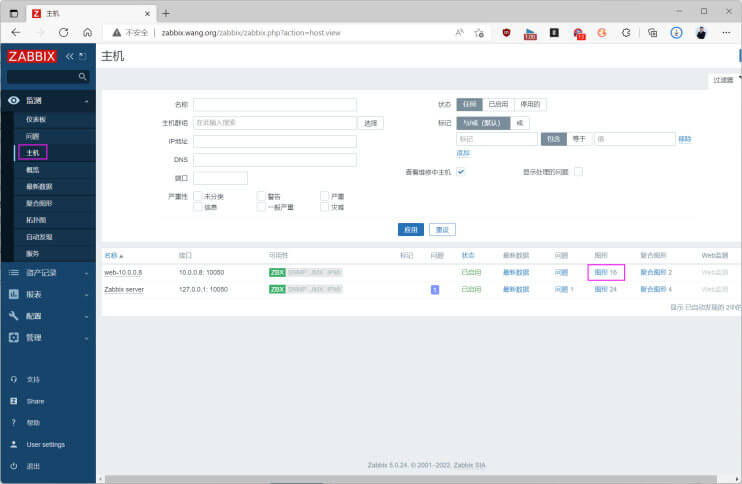 主机
不安全 | zabbix.wang.org/zabbix/zabbix.php?action=host.view
ZABBIX
监测
仪表板
问题
主机
概览
最新数据
聚合图形
拓扑图
自动发现
服务
资产记录
报表
配置
管理
支持
Share
帮助
User settings
退出
主机
过滤器
名称
主机群组 在此输入搜索 选择
IP地址
DNS
端口
严重性 未分类 警告 严重
信息 一般严重 灾难
状态 任何 已启用 停用的
标记 与/或（默认） 或
标记 包含 等于 值 移除
添加
查看维修中主机 显示处理的问题
应用 重设
名称 ▲ 接口 可用性 标记 问题 状态 最新数据 问题 图形 聚合图形 Web监测
web-10.0.0.8 10.0.0.8: 10050 ZBX SNMP JMX IPMI 已启用 最新数据 问题 图形 16 聚合图形 2 Web监测
Zabbix server 127.0.0.1: 10050 ZBX SNMP JMX IPMI 1 已启用 最新数据 问题 1 图形 24 聚合图形 4 Web监测
显示 已自动发现的 2中的
Zabbix 5.0.24. © 2001–2022, Zabbix SIA